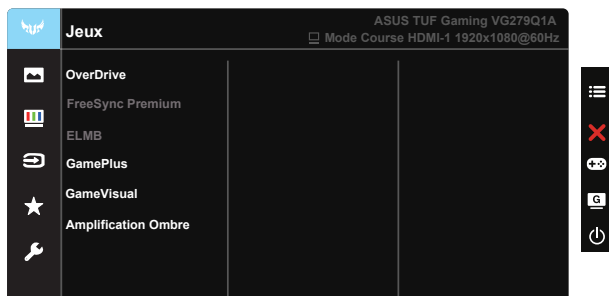 Jeux
ASUS TUF Gaming VG279Q1A
Mode Course HDMI-1 1920x1080@60Hz
OverDrive
FreeSync Premium
ELMB
GamePlus
GameVisual
Amplification Ombre
G